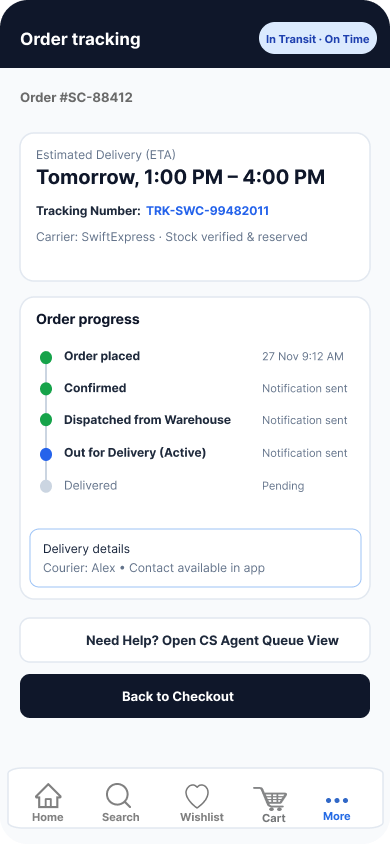 Order tracking
In Transit · On Time
Order #SC-88412
Estimated Delivery (ETA)
Tomorrow, 1:00 PM – 4:00 PM
Tracking Number: TRK-SWC-99482011
Carrier: SwiftExpress · Stock verified & reserved
Order progress
Order placed 27 Nov 9:12 AM
Confirmed Notification sent
Dispatched from Warehouse Notification sent
Out for Delivery (Active) Notification sent
Delivered Pending
Delivery details
Courier: Alex • Contact available in app
Need Help? Open CS Agent Queue View
Back to Checkout
Home Search Wishlist Cart More